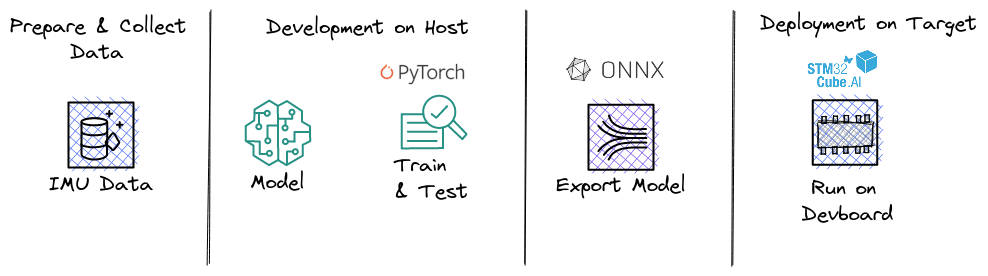 Prepare & Collect
Data
IMU Data
Development on Host
PyTorch
Model
Train
& Test
ONNX
Export Model
Deployment on Target
STM32
Cube.AI
Run on
Devboard